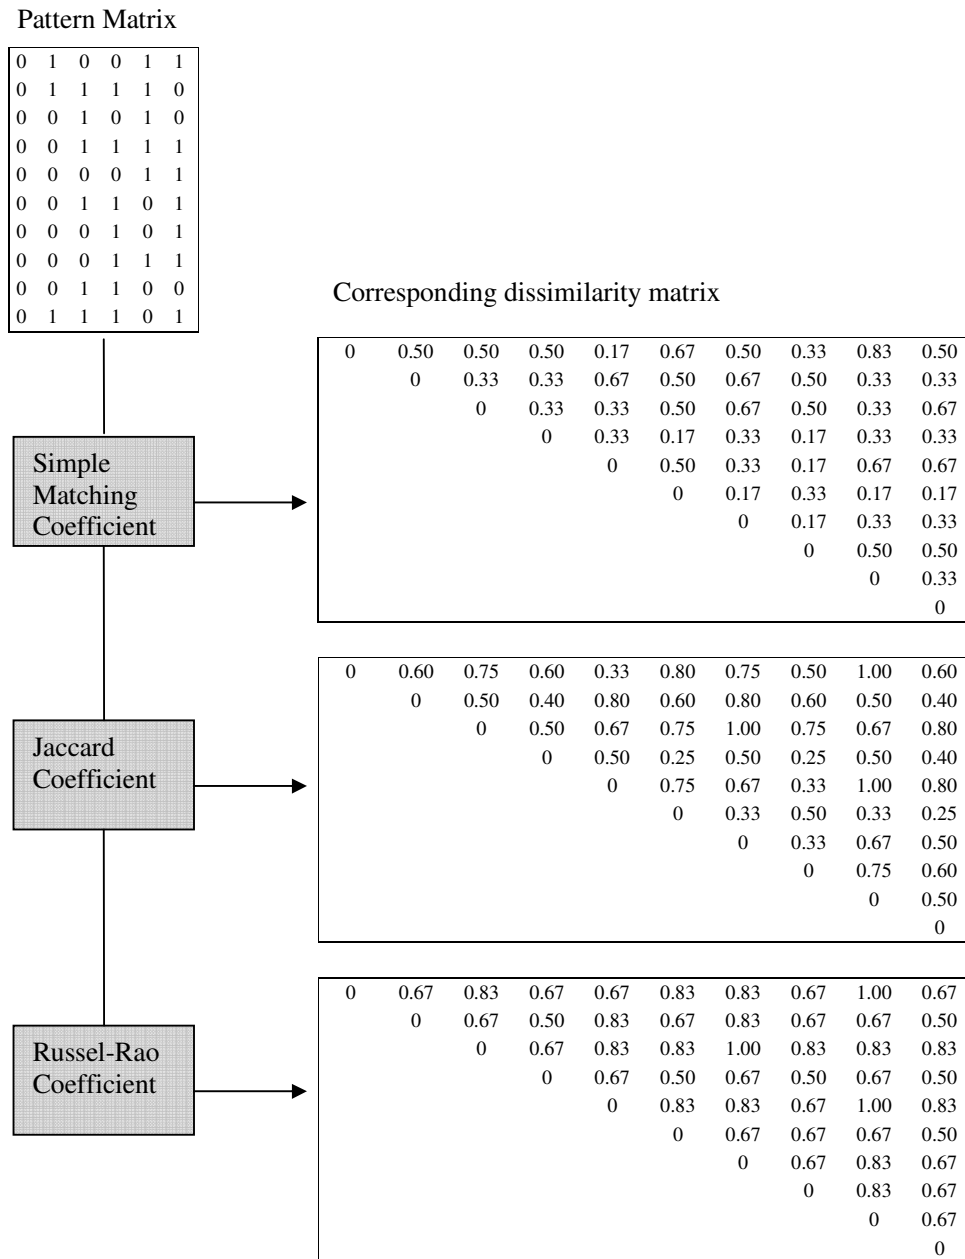 Pattern Matrix
0 1 0 0 1 1
0 1 1 1 1 0
0 0 1 0 1 0
0 0 1 1 1 1
0 0 0 0 1 1
0 0 1 1 0 1
0 0 0 1 0 1
0 0 0 1 1 1
0 0 1 1 0 0
0 1 1 1 0 1
Corresponding dissimilarity matrix
Simple
Matching
Coefficient
0 0.50 0.50 0.50 0.17 0.67 0.50 0.33 0.83 0.50
0 0.33 0.33 0.67 0.50 0.67 0.50 0.33 0.33
0 0.33 0.33 0.50 0.67 0.50 0.33 0.67
0 0.33 0.17 0.33 0.17 0.33 0.33
0 0.50 0.33 0.17 0.67 0.67
0 0.17 0.33 0.17 0.17
0 0.17 0.33 0.33
0 0.50 0.50
0 0.33
0
Jaccard
Coefficient
0 0.60 0.75 0.60 0.33 0.80 0.75 0.50 1.00 0.60
0 0.50 0.40 0.80 0.60 0.80 0.60 0.50 0.40
0 0.50 0.67 0.75 1.00 0.75 0.67 0.80
0 0.50 0.25 0.50 0.25 0.50 0.40
0 0.75 0.67 0.33 1.00 0.80
0 0.33 0.50 0.33 0.25
0 0.33 0.67 0.50
0 0.75 0.60
0 0.50
0
Russel-Rao
Coefficient
0 0.67 0.83 0.67 0.67 0.83 0.83 0.67 1.00 0.67
0 0.67 0.50 0.83 0.67 0.83 0.67 0.67 0.50
0 0.67 0.83 0.83 1.00 0.83 0.83 0.83
0 0.67 0.50 0.67 0.50 0.67 0.50
0 0.83 0.83 0.67 1.00 0.83
0 0.67 0.67 0.67 0.50
0 0.67 0.83 0.67
0 0.83 0.67
0 0.67
0